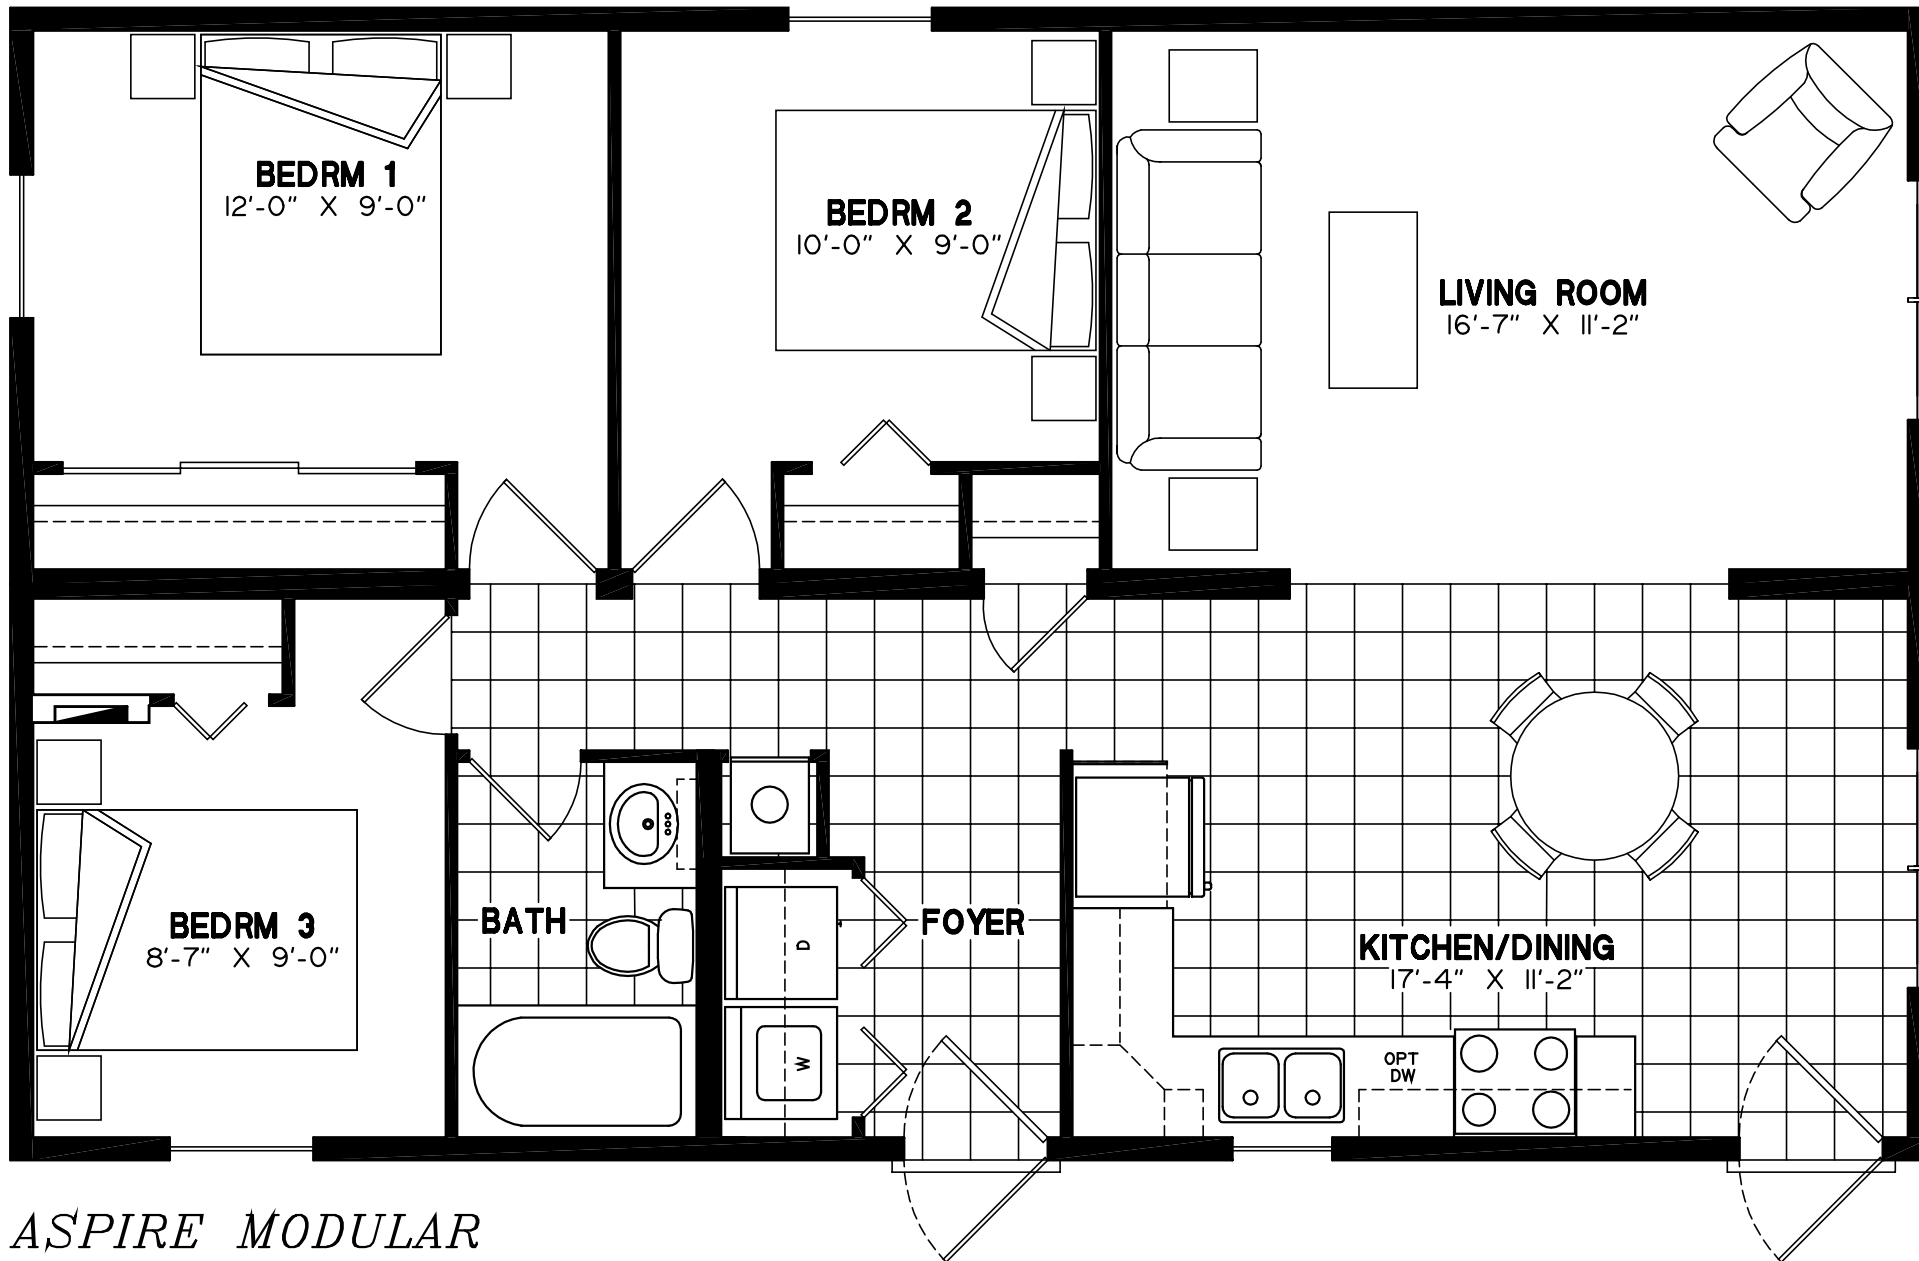 BEDRM 1
12'-0" X 9'-0"
BEDRM 2
10'-0" X 9'-0"
LIVING ROOM
16'-7" X 11'-2"
BEDRM 3
8'-7" X 9'-0"
BATH
D
W
FOYER
KITCHEN/DINING
17'-4" X 11'-2"
OPT
DW
ASPIRE MODULAR